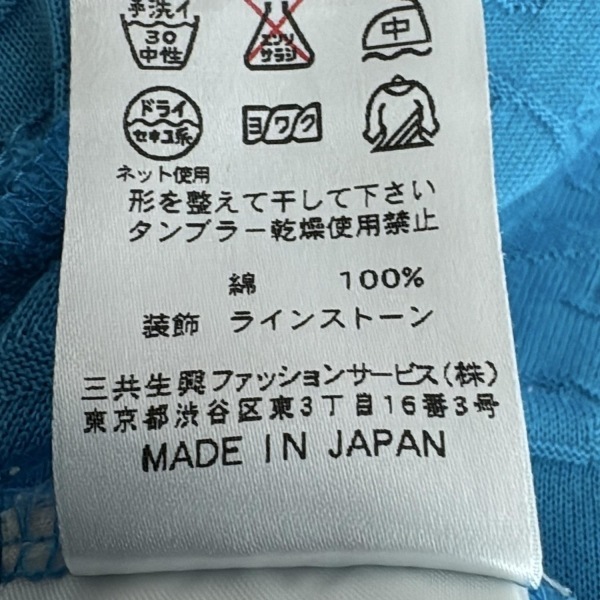 手洗イ
30
中性
エンソ
サラシ
中
ドライ
セキユ系
ヨワク
ネット使用
形を整えて干して下さい
タンブラー乾燥使用禁止
綿 100%
装飾 ラインストーン
三共生興ファッションサービス(株)
東京都渋谷区東3丁目16番3号
MADE IN JAPAN